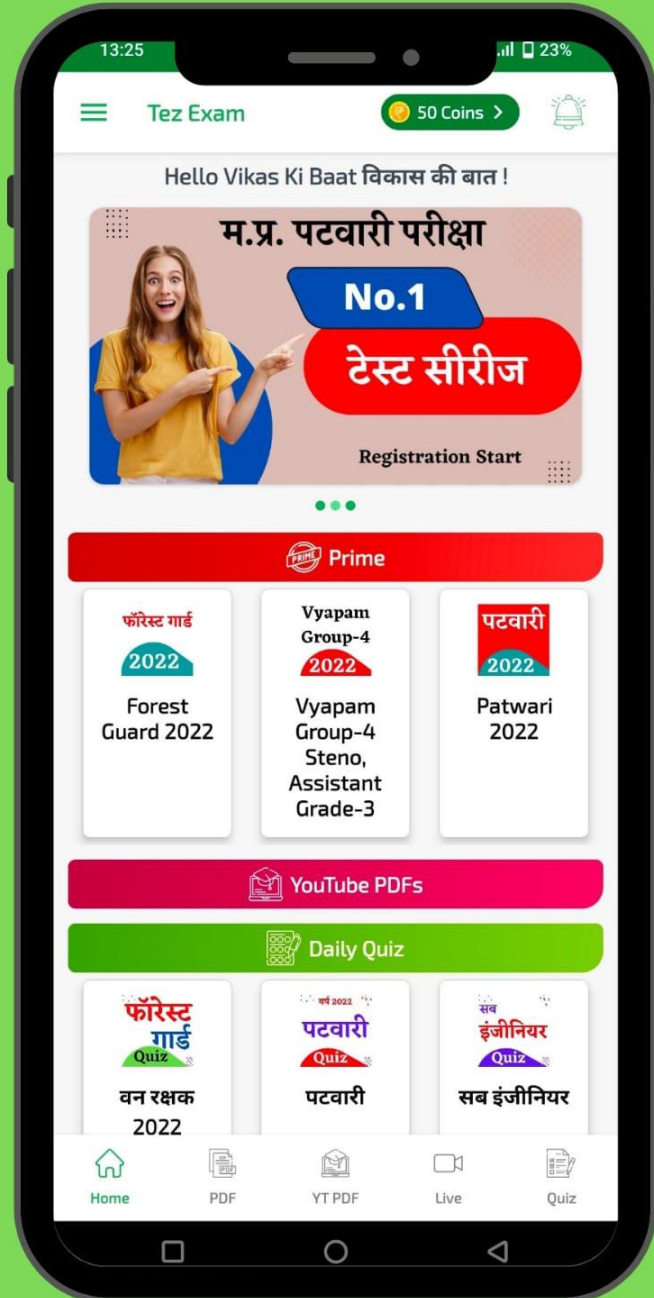 13:25
23%
Tez Exam
50 Coins >
Hello Vikas Ki Baat विकास की बात !
म.प्र. पटवारी परीक्षा
No.1
टेस्ट सीरीज
Registration Start
PRIME Prime
फॉरेस्ट गार्ड
2022
Forest
Guard 2022
Vyapam
Group-4
2022
Vyapam
Group-4
Steno,
Assistant
Grade-3
पटवारी
2022
Patwari
2022
YouTube PDFs
Daily Quiz
फॉरेस्ट
गार्ड
Quiz
वन रक्षक
2022
वर्ष 2022
पटवारी
Quiz
पटवारी
सब
इंजीनियर
Quiz
सब इंजीनियर
Home
PDF
PDF
YT PDF
Live
Quiz